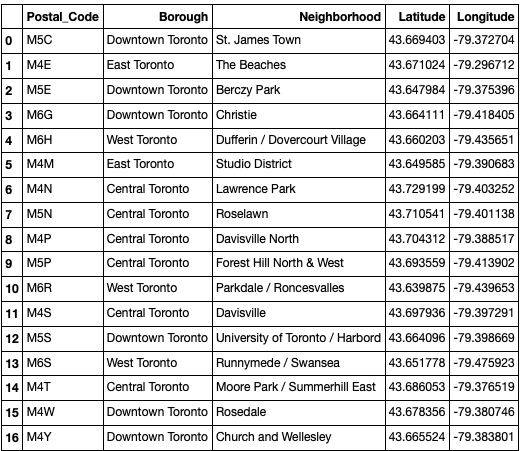 Postal_Code Borough Neighborhood Latitude Longitude
0 M5C Downtown Toronto St. James Town 43.669403 -79.372704
1 M4E East Toronto The Beaches 43.671024 -79.296712
2 M5E Downtown Toronto Berczy Park 43.647984 -79.375396
3 M6G Downtown Toronto Christie 43.664111 -79.418405
4 M6H West Toronto Dufferin / Dovercourt Village 43.660203 -79.435651
5 M4M East Toronto Studio District 43.649585 -79.390683
6 M4N Central Toronto Lawrence Park 43.729199 -79.403252
7 M5N Central Toronto Roselawn 43.710541 -79.401138
8 M4P Central Toronto Davisville North 43.704312 -79.388517
9 M5P Central Toronto Forest Hill North & West 43.693559 -79.413902
10 M6R West Toronto Parkdale / Roncesvalles 43.639875 -79.439653
11 M4S Central Toronto Davisville 43.697936 -79.397291
12 M5S Downtown Toronto University of Toronto / Harbord 43.664096 -79.398669
13 M6S West Toronto Runnymede / Swansea 43.651778 -79.475923
14 M4T Central Toronto Moore Park / Summerhill East 43.686053 -79.376519
15 M4W Downtown Toronto Rosedale 43.678356 -79.380746
16 M4Y Downtown Toronto Church and Wellesley 43.665524 -79.383801